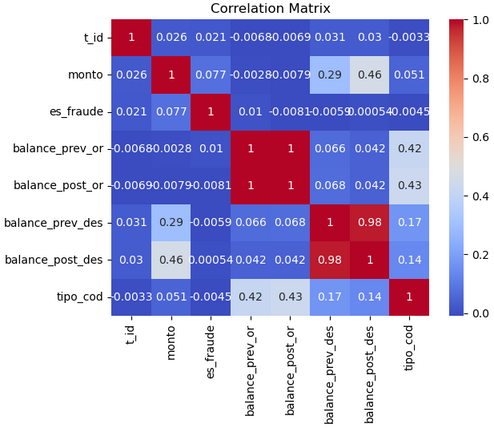 Correlation Matrix
t_id 1 0.026 0.021 -0.0068 -0.0069 0.031 0.03 -0.0033
monto 0.026 1 0.077 -0.0028 -0.0079 0.29 0.46 0.051
es_fraude 0.021 0.077 1 0.01 -0.0081 -0.0059 0.00054 -0.0045
balance_prev_or -0.0068 -0.0028 0.01 1 1 0.066 0.042 0.42
balance_post_or -0.0069 -0.0079 -0.0081 1 1 0.068 0.042 0.43
balance_prev_des 0.031 0.29 -0.0059 0.066 0.068 1 0.98 0.17
balance_post_des 0.03 0.46 0.00054 0.042 0.042 0.98 1 0.14
tipo_cod -0.0033 0.051 -0.0045 0.42 0.43 0.17 0.14 1
t_id monto es_fraude balance_prev_or balance_post_or balance_prev_des balance_post_des tipo_cod
1.0
0.8
0.6
0.4
0.2
0.0